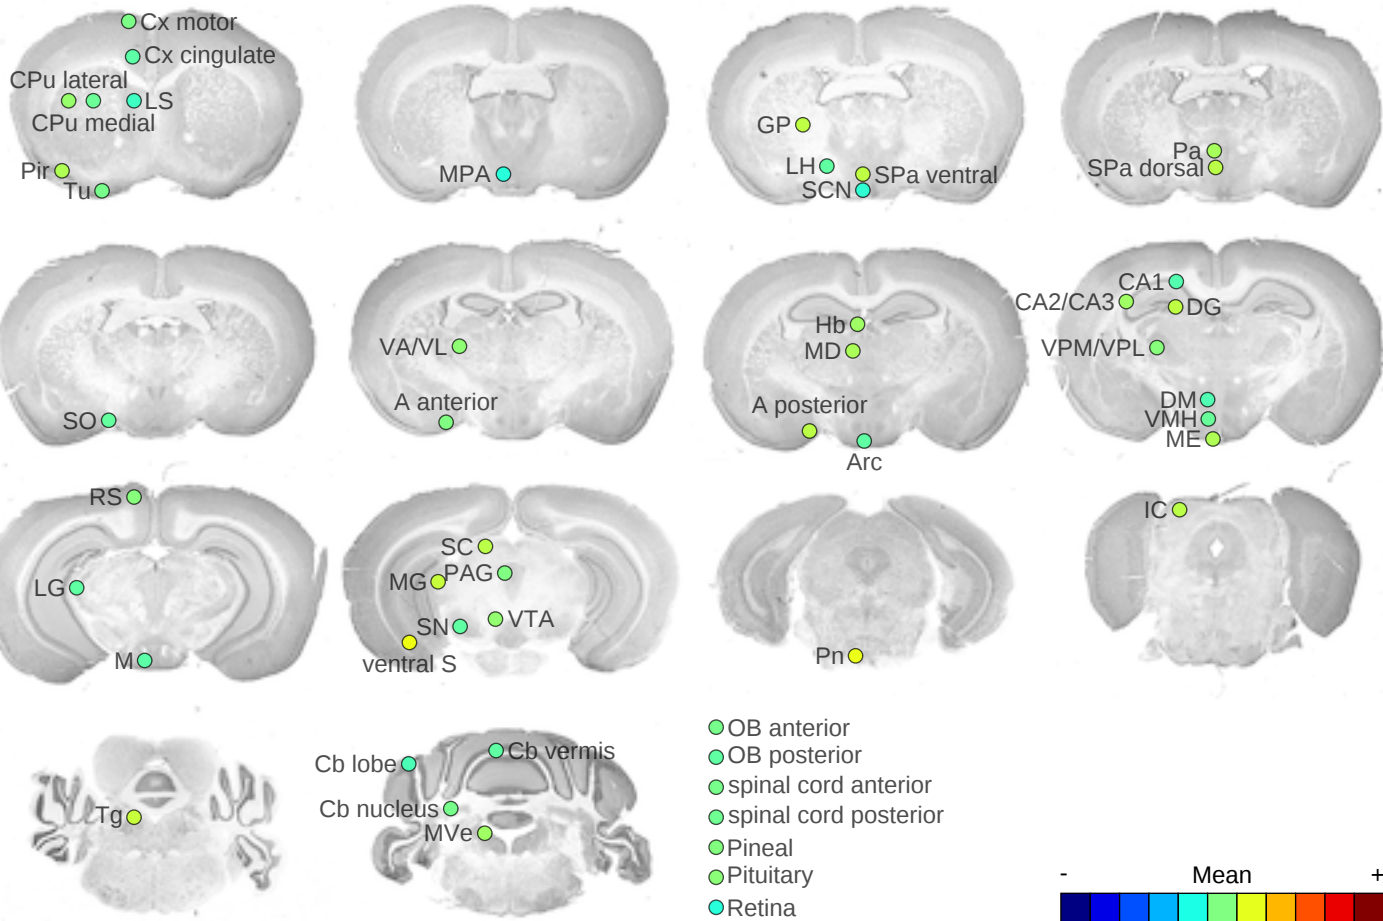 Cx motor
Cx cingulate
CPu lateral
LS
CPu medial
Pir
Tu
MPA
GP
LH
SPa ventral
SCN
Pa
SPa dorsal
SO
VA/VL
A anterior
Hb
MD
A posterior
Arc
CA1
CA2/CA3
DG
VPM/VPL
DM
VMH
ME
RS
LG
M
SC
MG
PAG
SN
VTA
ventral S
Pn
IC
Tg
Cb lobe
Cb vermis
Cb nucleus
MVe
OB anterior
OB posterior
spinal cord anterior
spinal cord posterior
Pineal
Pituitary
Retina
- Mean +